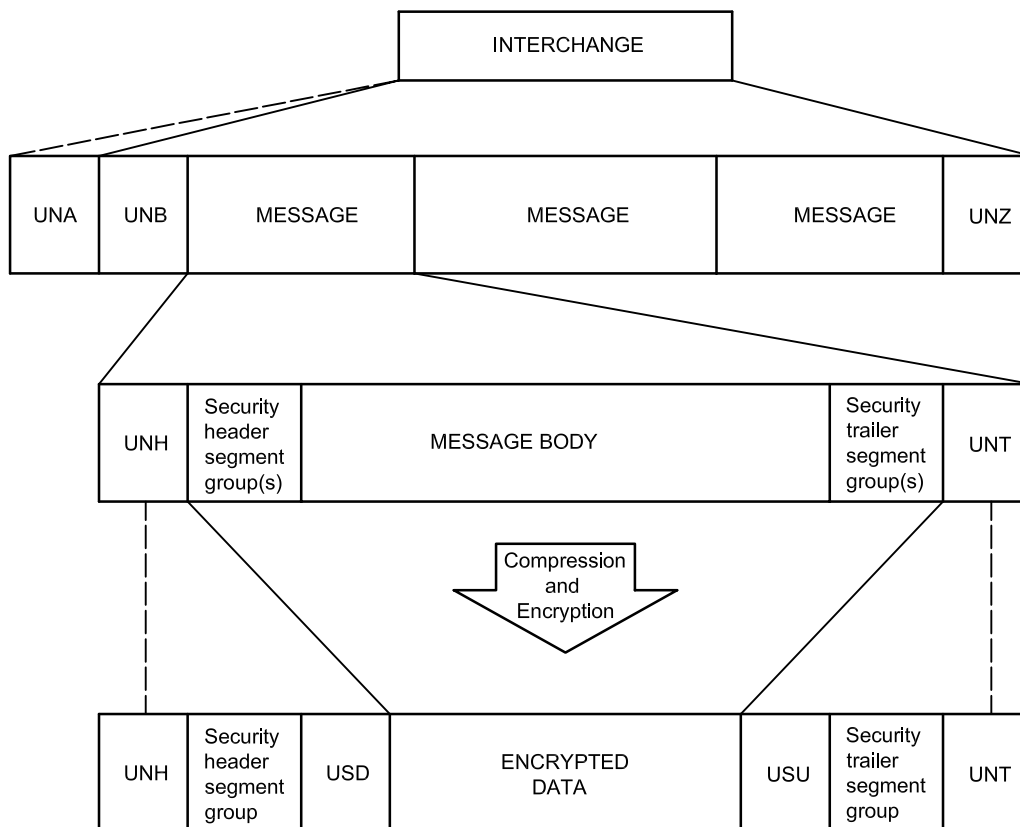 INTERCHANGE
UNA
UNB
MESSAGE
MESSAGE
MESSAGE
UNZ
UNH
Security
header
segment
group(s)
MESSAGE BODY
Security
trailer
segment
group(s)
UNT
Compression
and
Encryption
UNH
Security
header
segment
group
USD
ENCRYPTED
DATA
USU
Security
trailer
segment
group
UNT